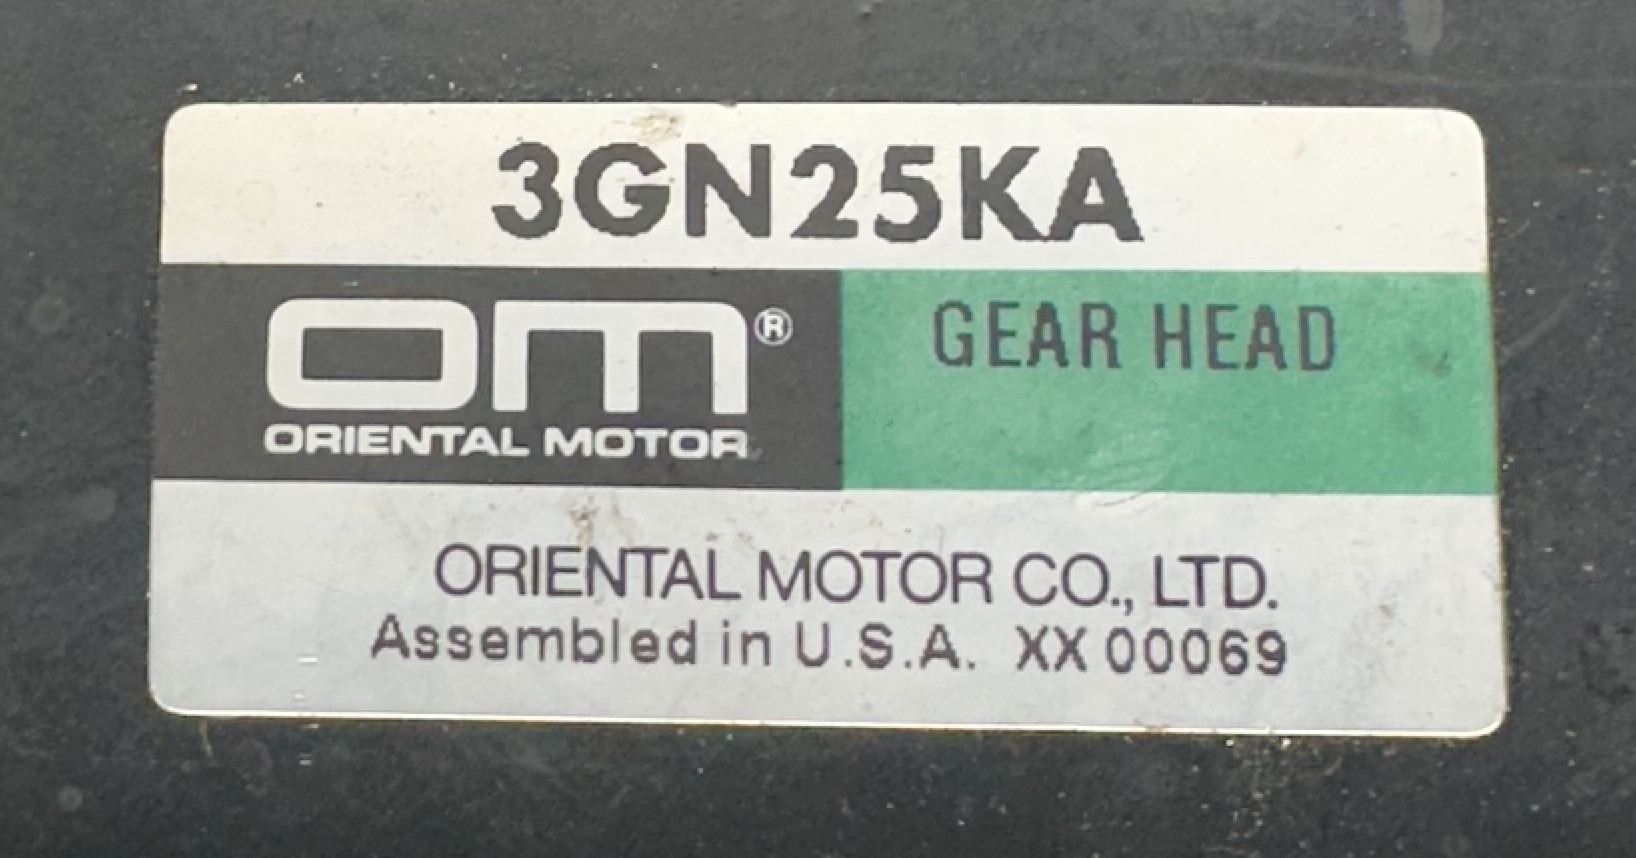 3GN25KA
om®
ORIENTAL MOTOR
GEAR HEAD
ORIENTAL MOTOR CO., LTD.
Assembled in U.S.A. XX 00069